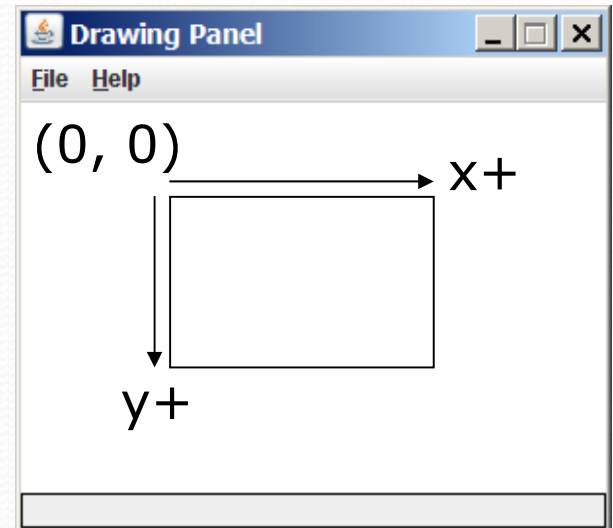 Drawing Panel
File Help
(0, 0)
x+
y+